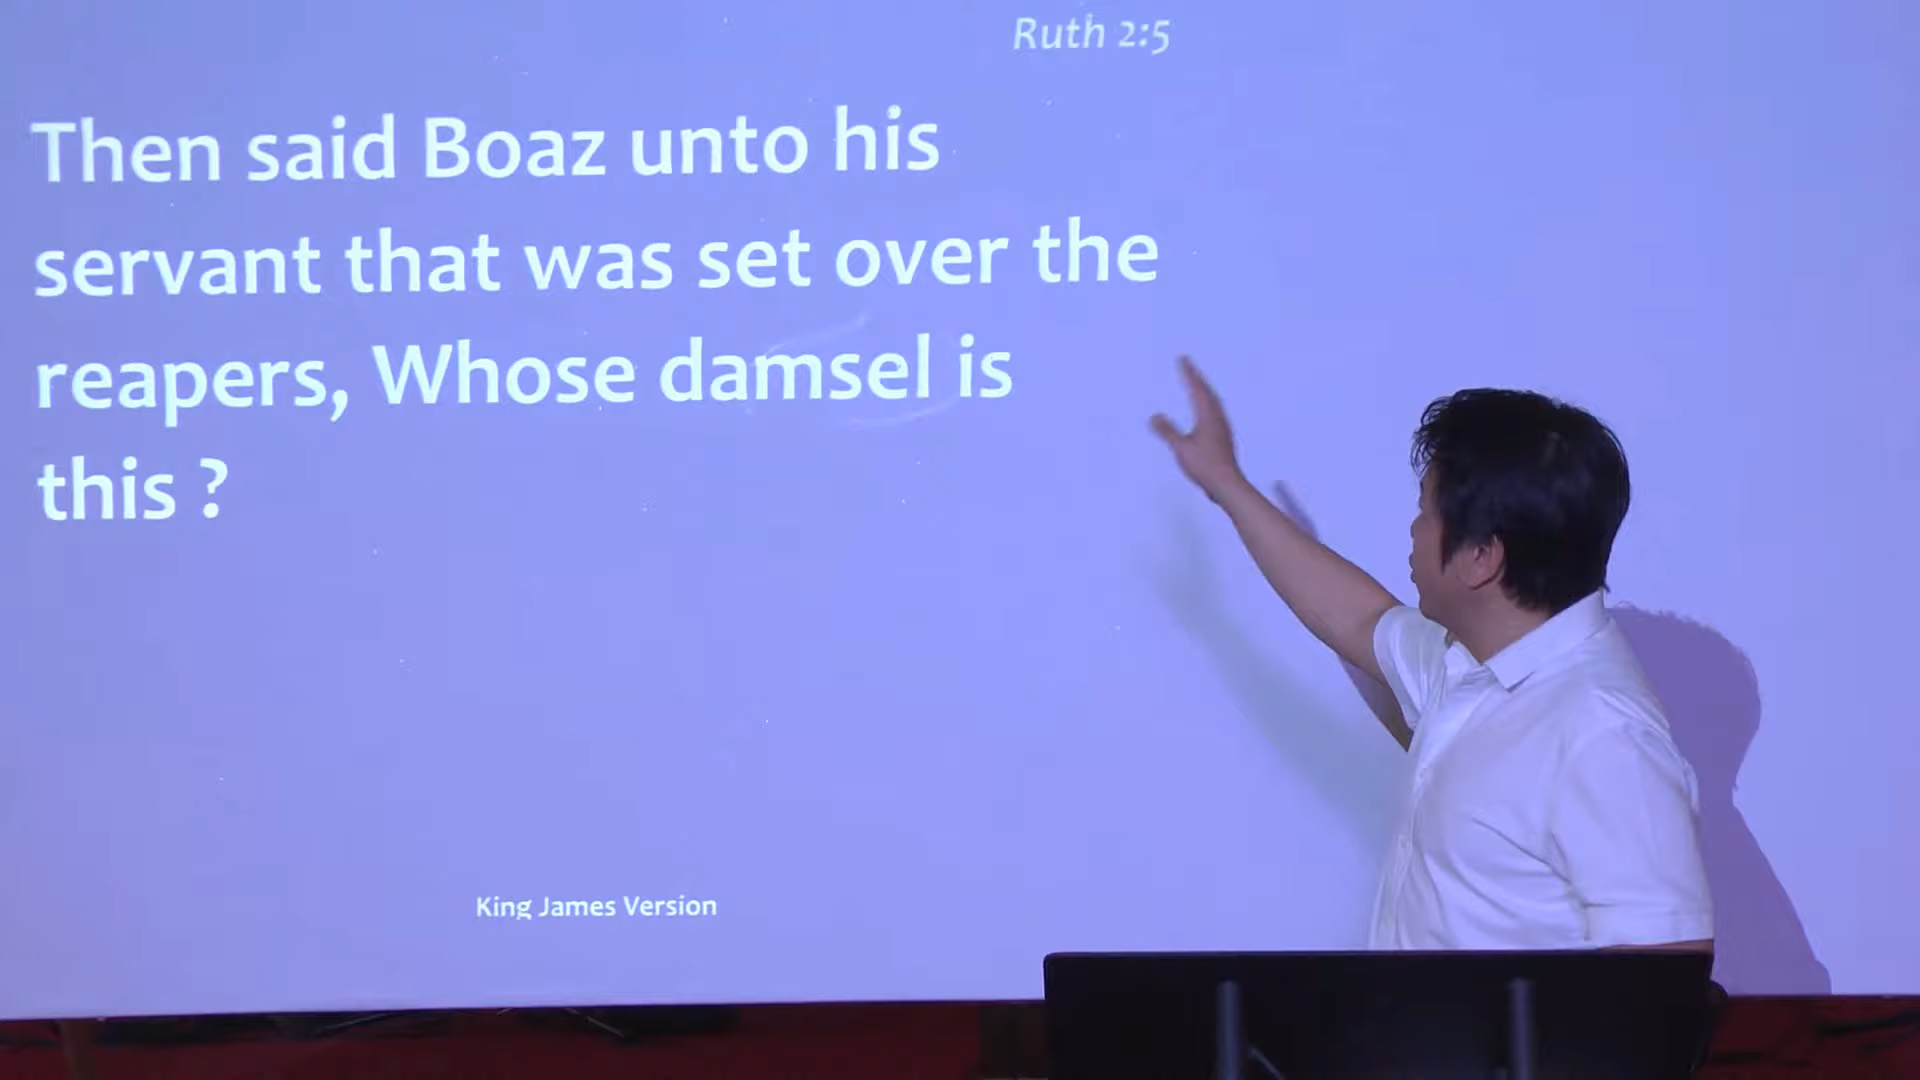 Ruth 2:5
Then said Boaz unto his
servant that was set over the
reapers, Whose damsel is
this ?
King James Version